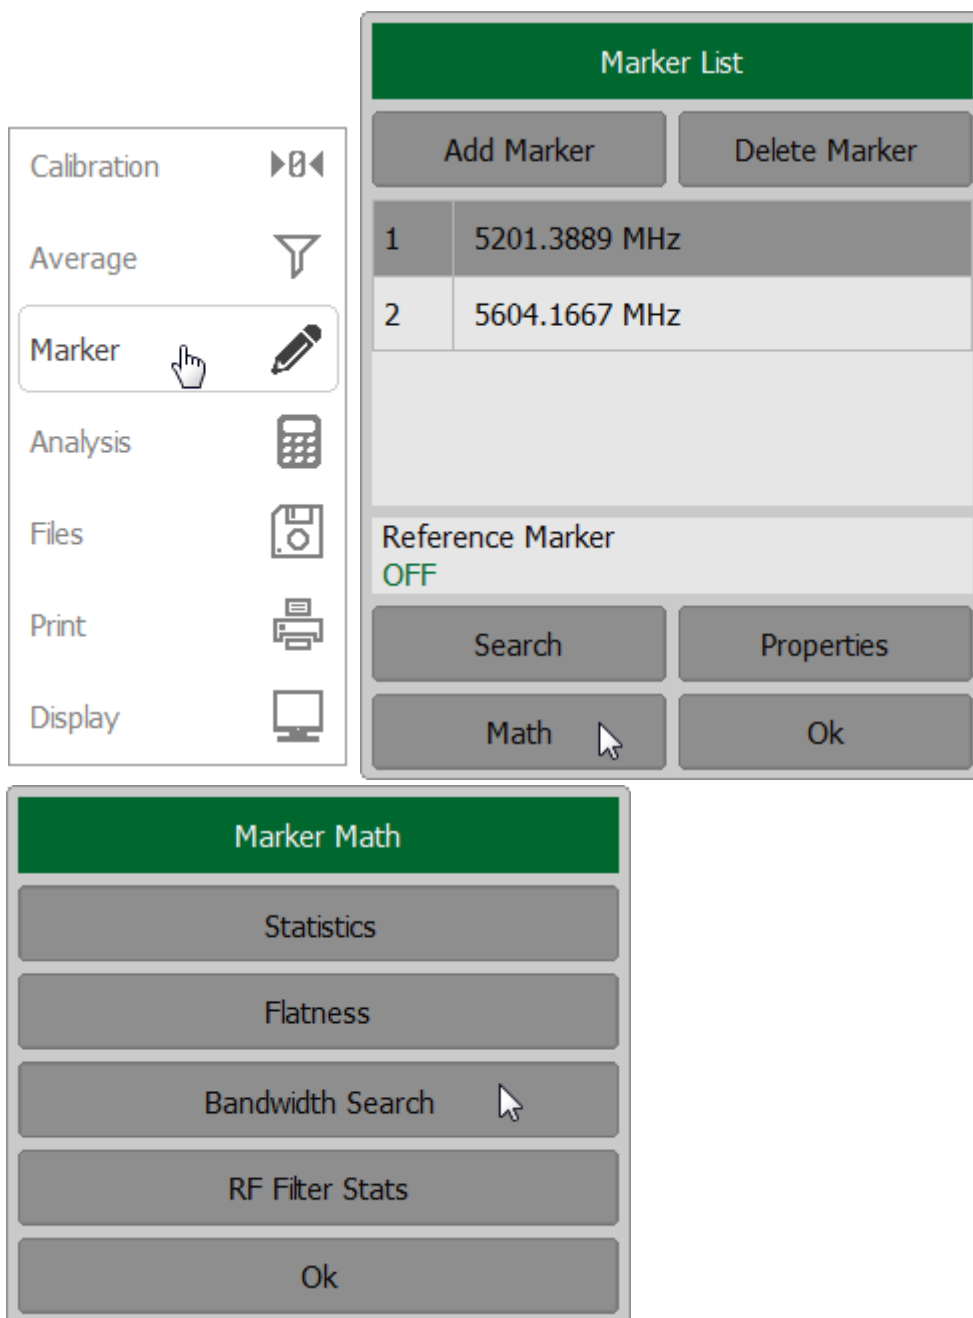 Calibration
Average
Marker
Analysis
Files
Print
Display
Marker List
Add Marker Delete Marker
1 5201.3889 MHz
2 5604.1667 MHz
Reference Marker
OFF
Search Properties
Math Ok
Marker Math
Statistics
Flatness
Bandwidth Search
RF Filter Stats
Ok